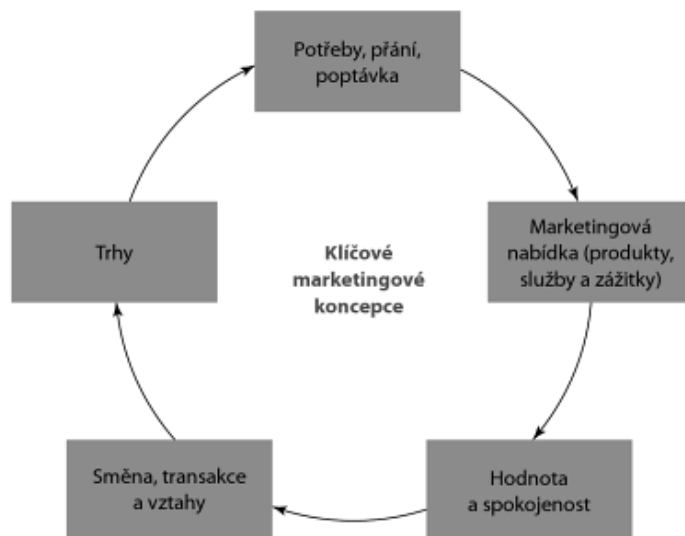 Potřeby, přání,
poptávka
Marketingová
nabídka (produkty,
služby a zážitky)
Hodnota
a spokojenost
Směna, transakce
a vztahy
Trhy
Klíčové
marketingové
koncepce